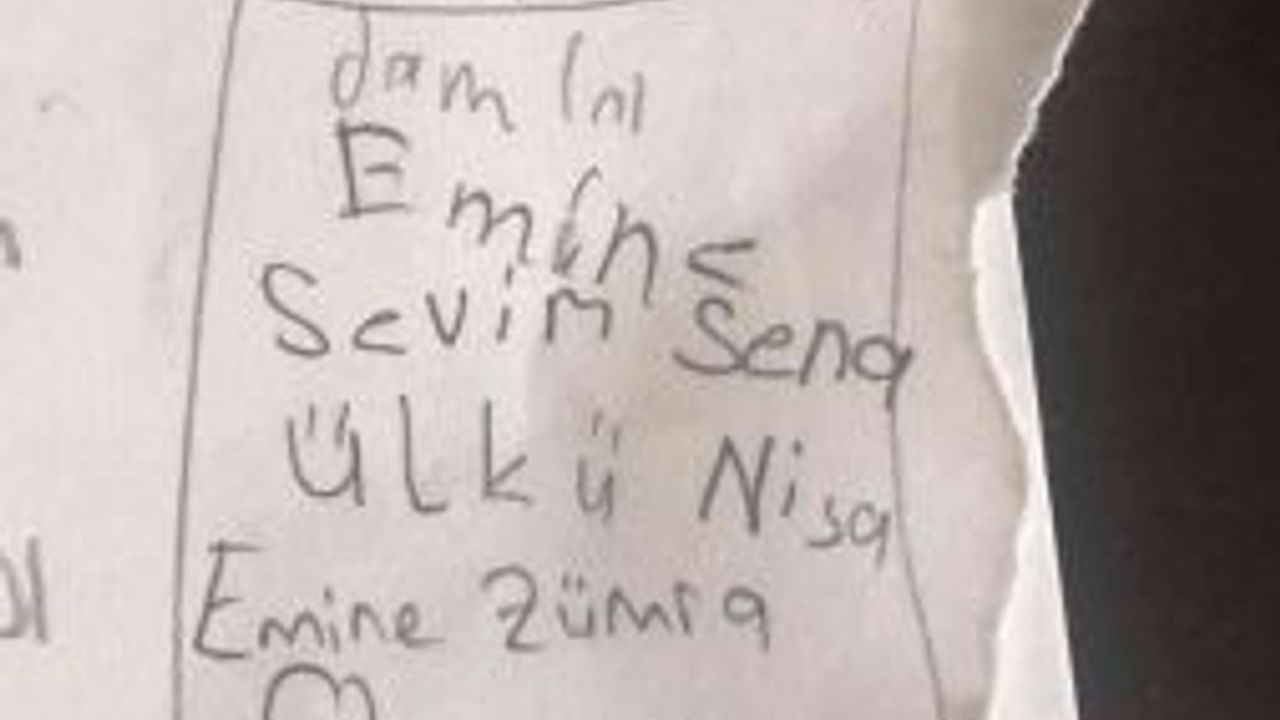 Emine
Sevim Sena
Ülkü Nisa
Emine Zümra